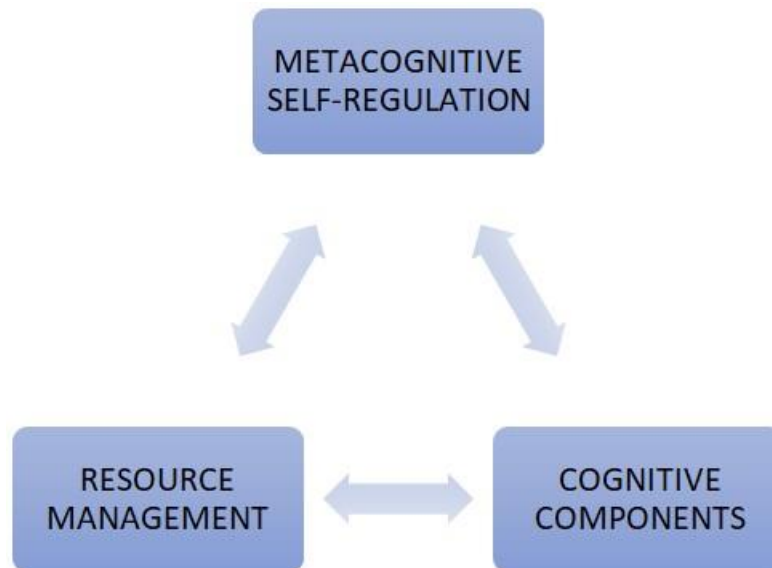 METACOGNITIVE
SELF-REGULATION
RESOURCE
MANAGEMENT
COGNITIVE
COMPONENTS